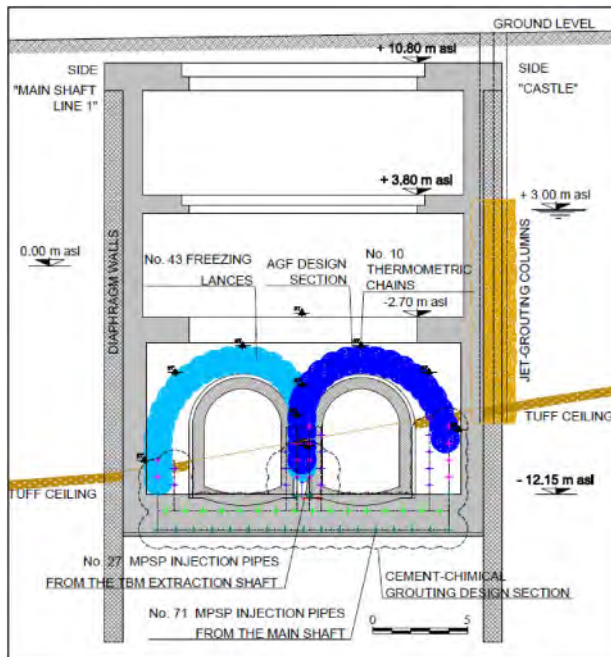 GROUND LEVEL
+ 10.80 m asl
SIDE
"MAIN SHAFT
LINE 1"
SIDE
"CASTLE"
+ 3.80 m asl
+ 3.00 m asl
0.00 m asl
No. 43 FREEZING
LANCES
AGF DESIGN
SECTION
No. 10
THERMOMETRIC
CHAINS
-2.70 m asl
DIAPHRAGM WALLS
JET-GROUTING COLUMNS
TUFF CEILING
TUFF CEILING
- 12.15 m asl
No. 27 MPSP INJECTION PIPES
FROM THE TBM EXTRACTION SHAFT
CEMENT-CHIMICAL
GROUTING DESIGN SECTION
No. 71 MPSP INJECTION PIPES
FROM THE MAIN SHAFT
0 5